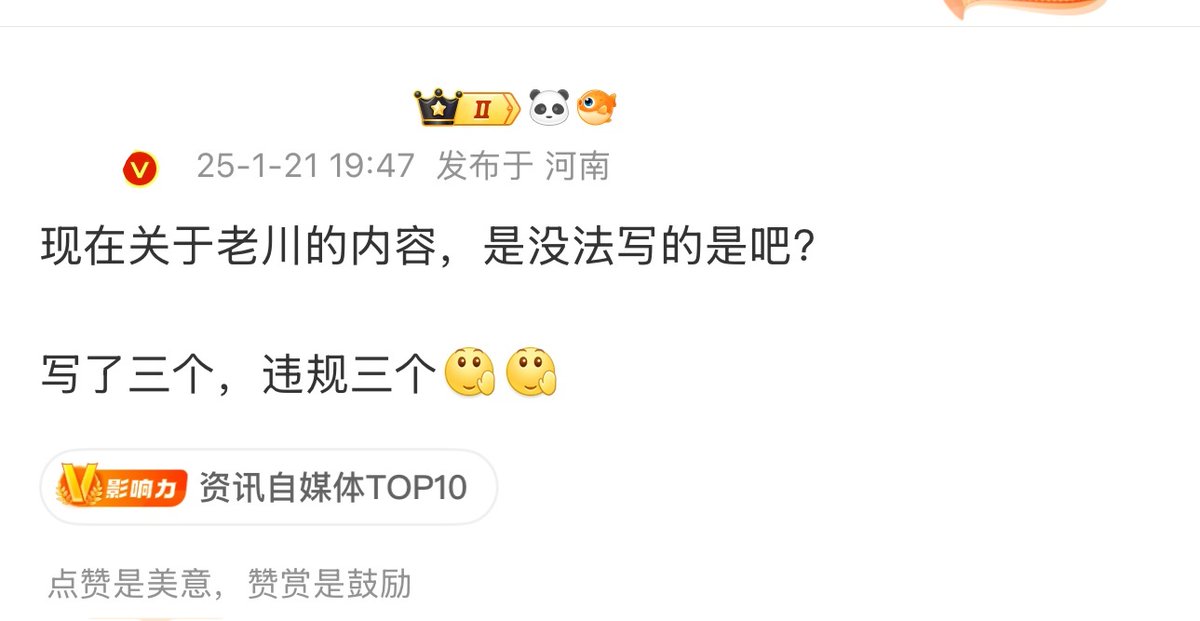 II
V 25-1-21 19:47 发布于 河南
现在关于老川的内容，是没法写的是吧？
写了三个，违规三个
V影响力 资讯自媒体TOP10
点赞是美意，赞赏是鼓励